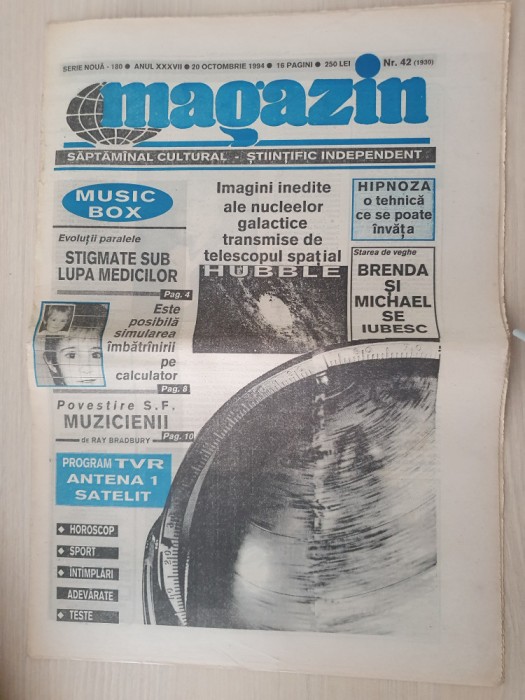 SERIE NOUĂ - 180 ● ANUL XXXVII ● 20 OCTOMBRIE 1994 ● 16 PAGINI ● 250 LEI Nr. 42 (1930)
magazin
SĂPTĂMÎNAL CULTURAL - ȘTIINȚIFIC INDEPENDENT
MUSIC
BOX
Evoluții paralele
STIGMATE SUB
LUPA MEDICILOR
Pag. 4
Este
posibilă
simularea
îmbătrînirii
pe
calculator
Pag. 8
Povestire S.F.
MUZICIENII
de RAY BRADBURY
Pag. 10
PROGRAM TVR
ANTENA 1
SATELIT
◆ HOROSCOP
◆ SPORT
◆ ÎNTÎMPLĂRI
ADEVĂRATE
◆ TESTE
Imagini inedite
ale nucleelor
galactice
transmise de
telescopul spațial
HUBBLE
HIPNOZA
o tehnică
ce se poate
învăța
Starea de veghe
BRENDA
ȘI
MICHAEL
SE
IUBESC